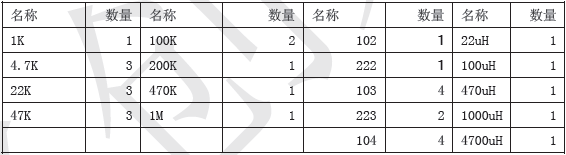 名称 数量 名称 数量 名称 数量 名称 数量
1K 1 100K 2 102 1 22uH 1
4.7K 3 200K 1 222 1 100uH 1
22K 3 470K 1 103 4 470uH 1
47K 3 1M 1 223 2 1000uH 1
104 4 4700uH 1